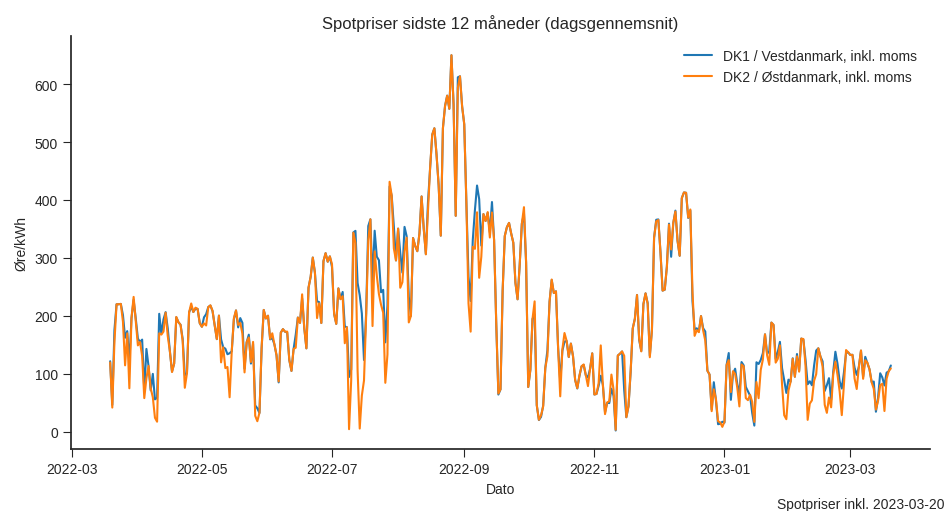 Spotpriser sidste 12 måneder (dagsgennemsnit)
DK1 / Vestdanmark, inkl. moms
DK2 / Østdanmark, inkl. moms
Øre/kWh
600
500
400
300
200
100
0
2022-03
2022-05
2022-07
2022-09
2022-11
2023-01
2023-03
Dato
Spotpriser inkl. 2023-03-20